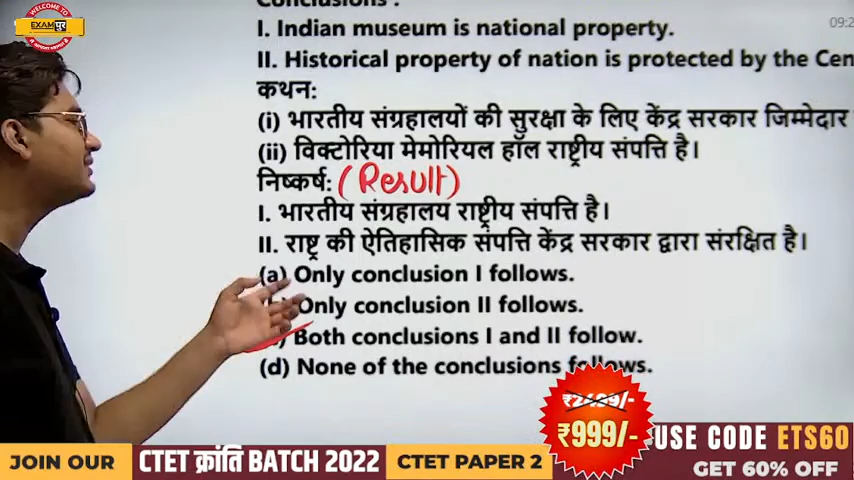 WELCOME TO
EXAMपुर
Conclusions :
09:2
I. Indian museum is national property.
II. Historical property of nation is protected by the Cen
कथन:
(i) भारतीय संग्रहालयों की सुरक्षा के लिए केंद्र सरकार जिम्मेदार
(ii) विक्टोरिया मेमोरियल हॉल राष्ट्रीय संपत्ति है।
निष्कर्ष: (Result)
I. भारतीय संग्रहालय राष्ट्रीय संपत्ति है।
II. राष्ट्र की ऐतिहासिक संपत्ति केंद्र सरकार द्वारा संरक्षित है।
(a) Only conclusion I follows.
Only conclusion II follows.
Both conclusions I and II follow.
(d) None of the conclusions follows.
₹2499/-
₹999/-
USE CODE ETS60
GET 60% OFF
JOIN OUR
CTET क्रांति BATCH 2022
CTET PAPER 2